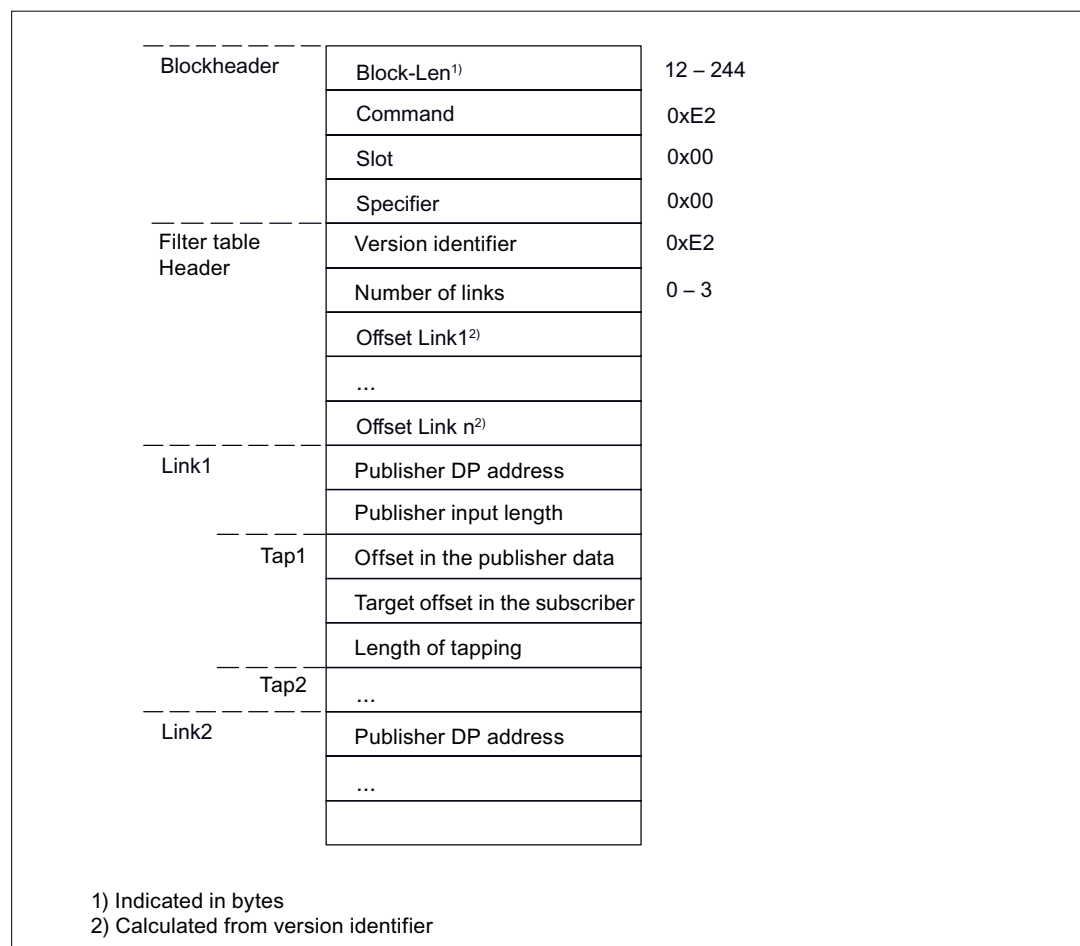 Blockheader Block-Len1) 12 – 244
Command 0xE2
Slot 0x00
Specifier 0x00
Filter table Version identifier 0xE2
Header
Number of links 0 – 3
Offset Link12)
...
Offset Link n2)
Link1 Publisher DP address
Publisher input length
Tap1 Offset in the publisher data
Target offset in the subscriber
Length of tapping
Tap2 ...
Link2 Publisher DP address
...
1) Indicated in bytes
2) Calculated from version identifier